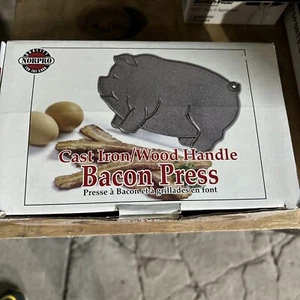 NORPRO
Cast Iron/Wood Handle
Bacon Press
Presse à Bacon et à grillades en font